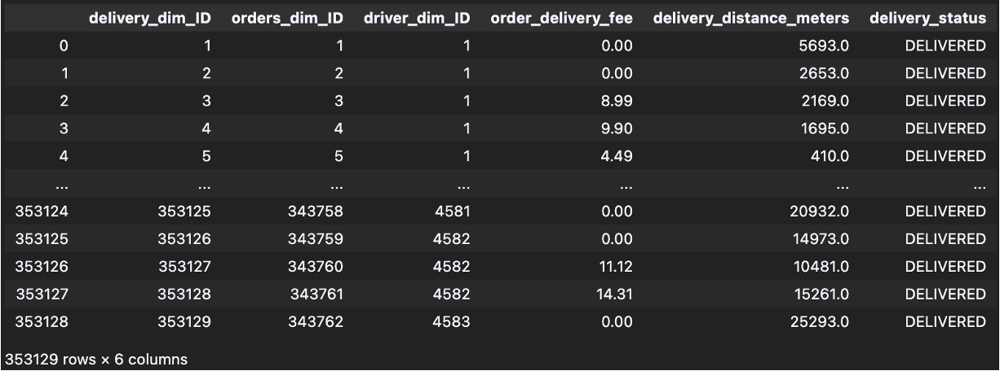 delivery_dim_ID orders_dim_ID driver_dim_ID order_delivery_fee delivery_distance_meters delivery_status
0 1 1 1 0.00 5693.0 DELIVERED
1 2 2 1 0.00 2653.0 DELIVERED
2 3 3 1 8.99 2169.0 DELIVERED
3 4 4 1 9.90 1695.0 DELIVERED
4 5 5 1 4.49 410.0 DELIVERED
... ... ... ... ... ... ...
353124 353125 343758 4581 0.00 20932.0 DELIVERED
353125 353126 343759 4582 0.00 14973.0 DELIVERED
353126 353127 343760 4582 11.12 10481.0 DELIVERED
353127 353128 343761 4582 14.31 15261.0 DELIVERED
353128 353129 343762 4583 0.00 25293.0 DELIVERED
353129 rows × 6 columns